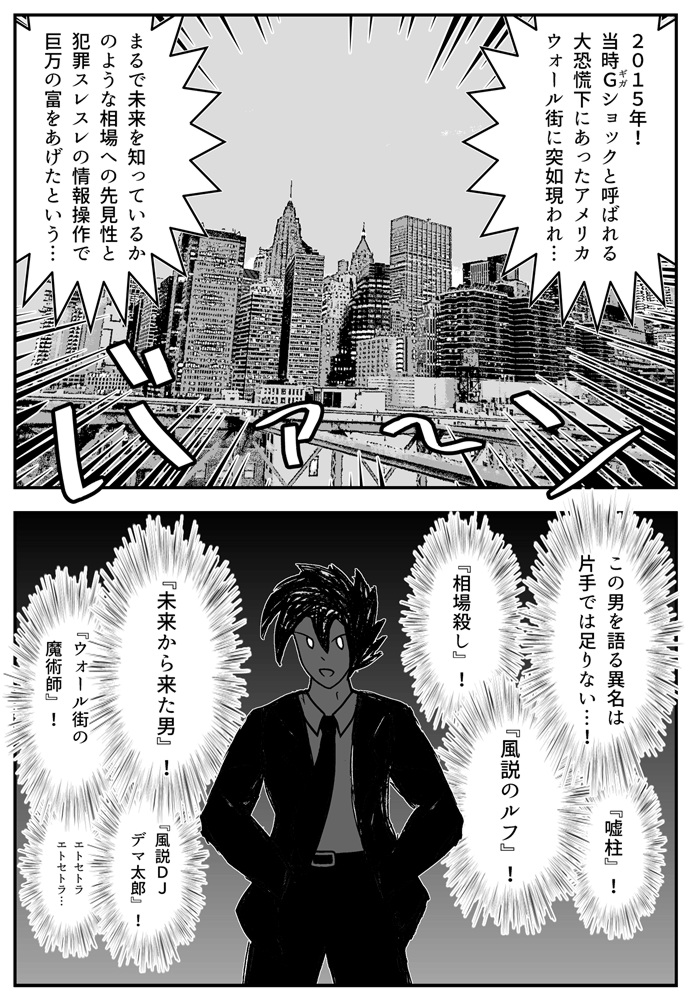 2015年！
当時Gショックと呼ばれる
ギガ
大恐慌下にあったアメリカ
ウォール街に突如現われ…
まるで未来を知っているか
のような相場への先見性と
犯罪スレスレの情報操作で
巨万の富をあげたという…
バァ〜ン
この男を語る異名は
片手では足りない…！
『嘘柱』！
『相場殺し』！
『風説のルフ』！
『未来から来た男』！
『風説DJ
デマ太郎』！
『ウォール街の
魔術師』！
エトセトラ
エトセトラ…